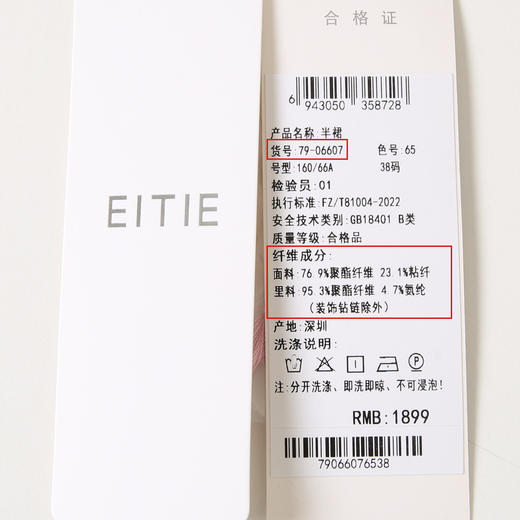 EITIE
合格证
6 943050 358728
产品名称:半裙
货号:79-06607 色号:65
号型:160/66A 38码
检验员:01
执行标准:FZ/T81004-2022
安全技术类别:GB18401 B类
质量等级:合格品
纤维成分:
面料:76.9%聚酯纤维 23.1%粘纤
里料:95.3%聚酯纤维 4.7%氨纶
(装饰钻链除外)
产地:深圳
洗涤说明:
P
注:分开洗涤、即洗即晾、不可浸泡!
RMB:1899
79066076538